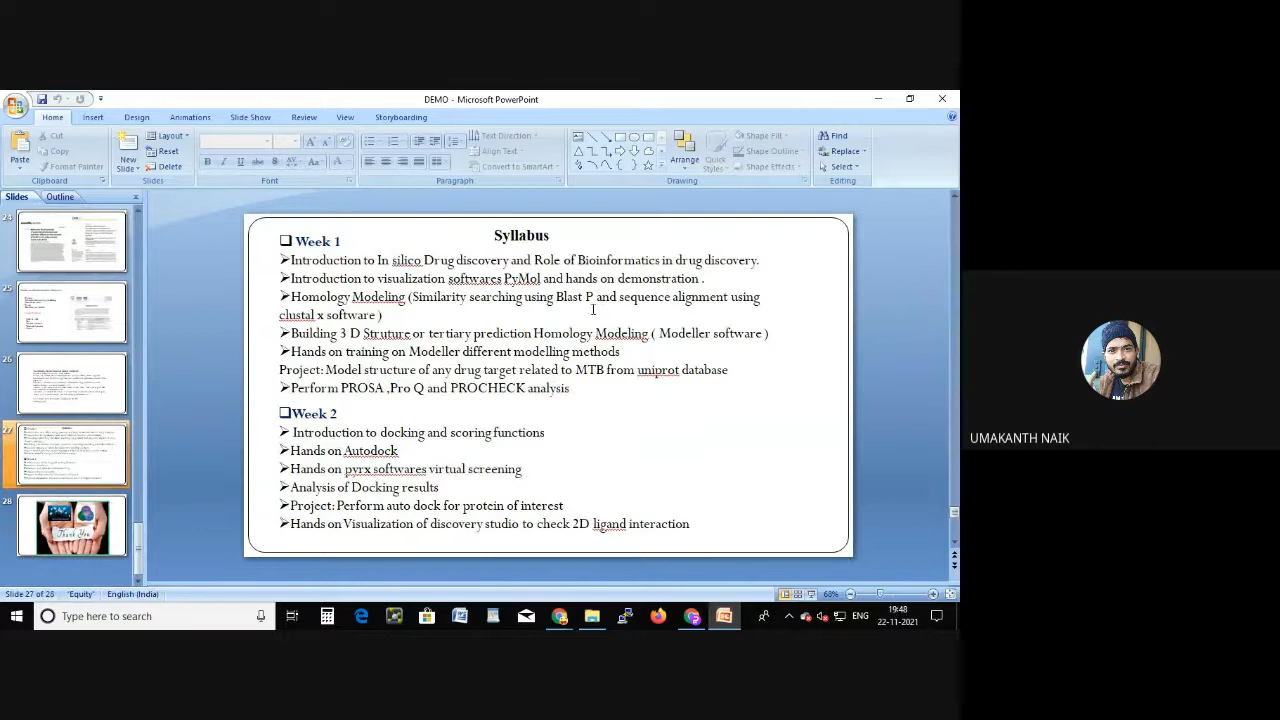 DEMO - Microsoft PowerPoint
Home Insert Design Animations Slide Show Review View Storyboarding
Cut
Copy
Format Painter
Paste
Clipboard
New Slide
Layout
Reset
Delete
Slides
Font
Text Direction
Align Text
Convert to SmartArt
Paragraph
Arrange
Quick Styles
Shape Fill
Shape Outline
Shape Effects
Drawing
Find
Replace
Select
Editing
Slides Outline
24
25
26
27
28
Thank You
Syllabus
Week 1
Introduction to In silico Drug discovery and Role of Bioinformatics in drug discovery.
Introduction to visualization softwares PyMol and hands on demonstration .
Homology Modeling (Similarity searching using Blast P and sequence alignment using
clustal x software )
Building 3 D Struture or tertiary prediction Homology Modeling ( Modeller software )
Hands on training on Modeller different modelling methods
Project: Model structure of any drug target related to MTB from uniprot database
Perform PROSA ,Pro Q and PROCHECK analysis
Week 2
Introduction to docking and scoring functions
Hands on Autodock
Hands on pyrx softwares virtual screening
Analysis of Docking results
Project: Perform auto dock for protein of interest
Hands on Visualization of discovery studio to check 2D ligand interaction
UMAKANTH NAIK
Slide 27 of 28 "Equity" English (India) 68%
Type here to search
ENG
19:48
22-11-2021